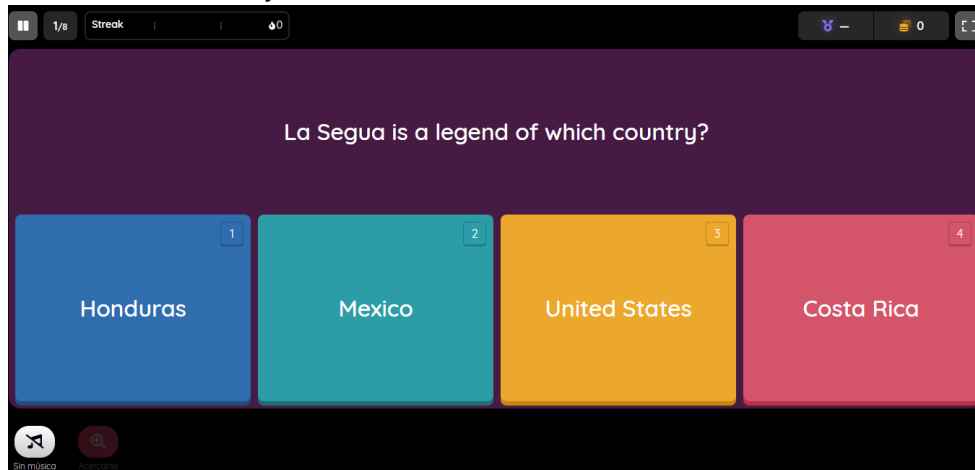 1/8 Streak 0 – 0
La Segua is a legend of which country?
1
2
3
4
Honduras
Mexico
United States
Costa Rica
Sin música
Acercarse